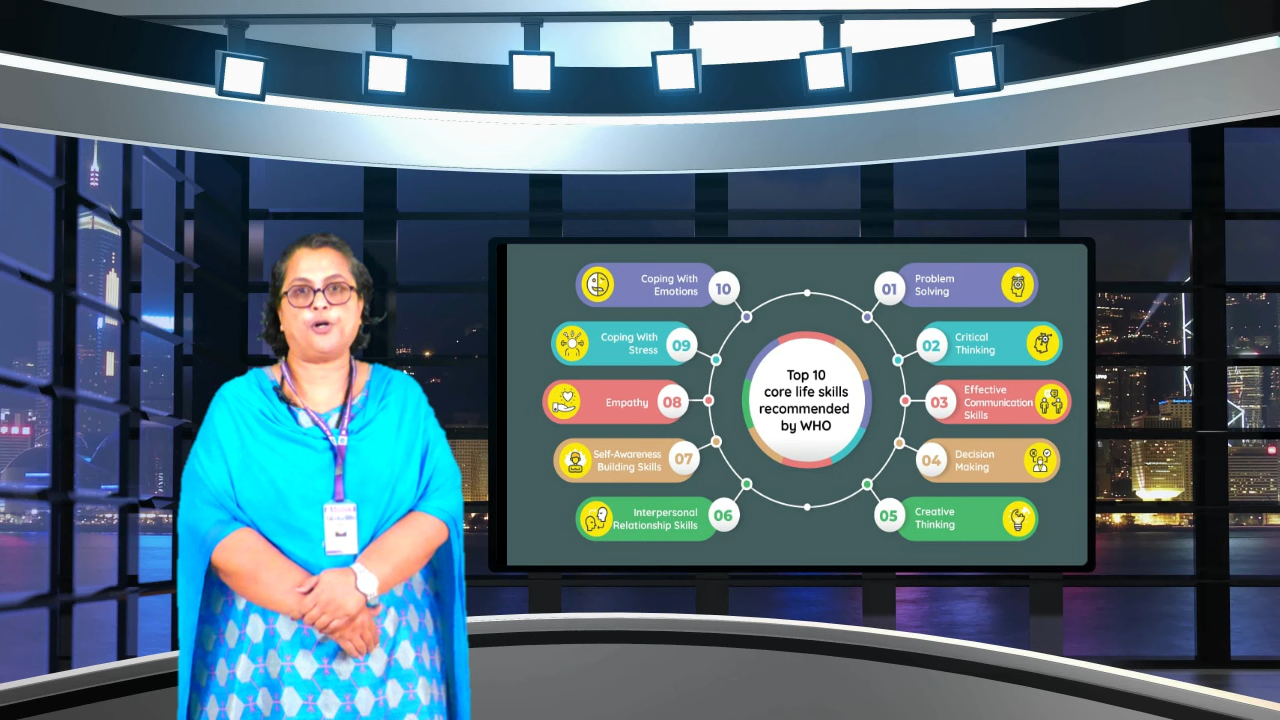 Top 10
core life skills
recommended
by WHO
01
Problem
Solving
02
Critical
Thinking
03
Effective
Communication
Skills
04
Decision
Making
05
Creative
Thinking
06
Interpersonal
Relationship Skills
07
Self-Awareness
Building Skills
08
Empathy
09
Coping With
Stress
10
Coping With
Emotions